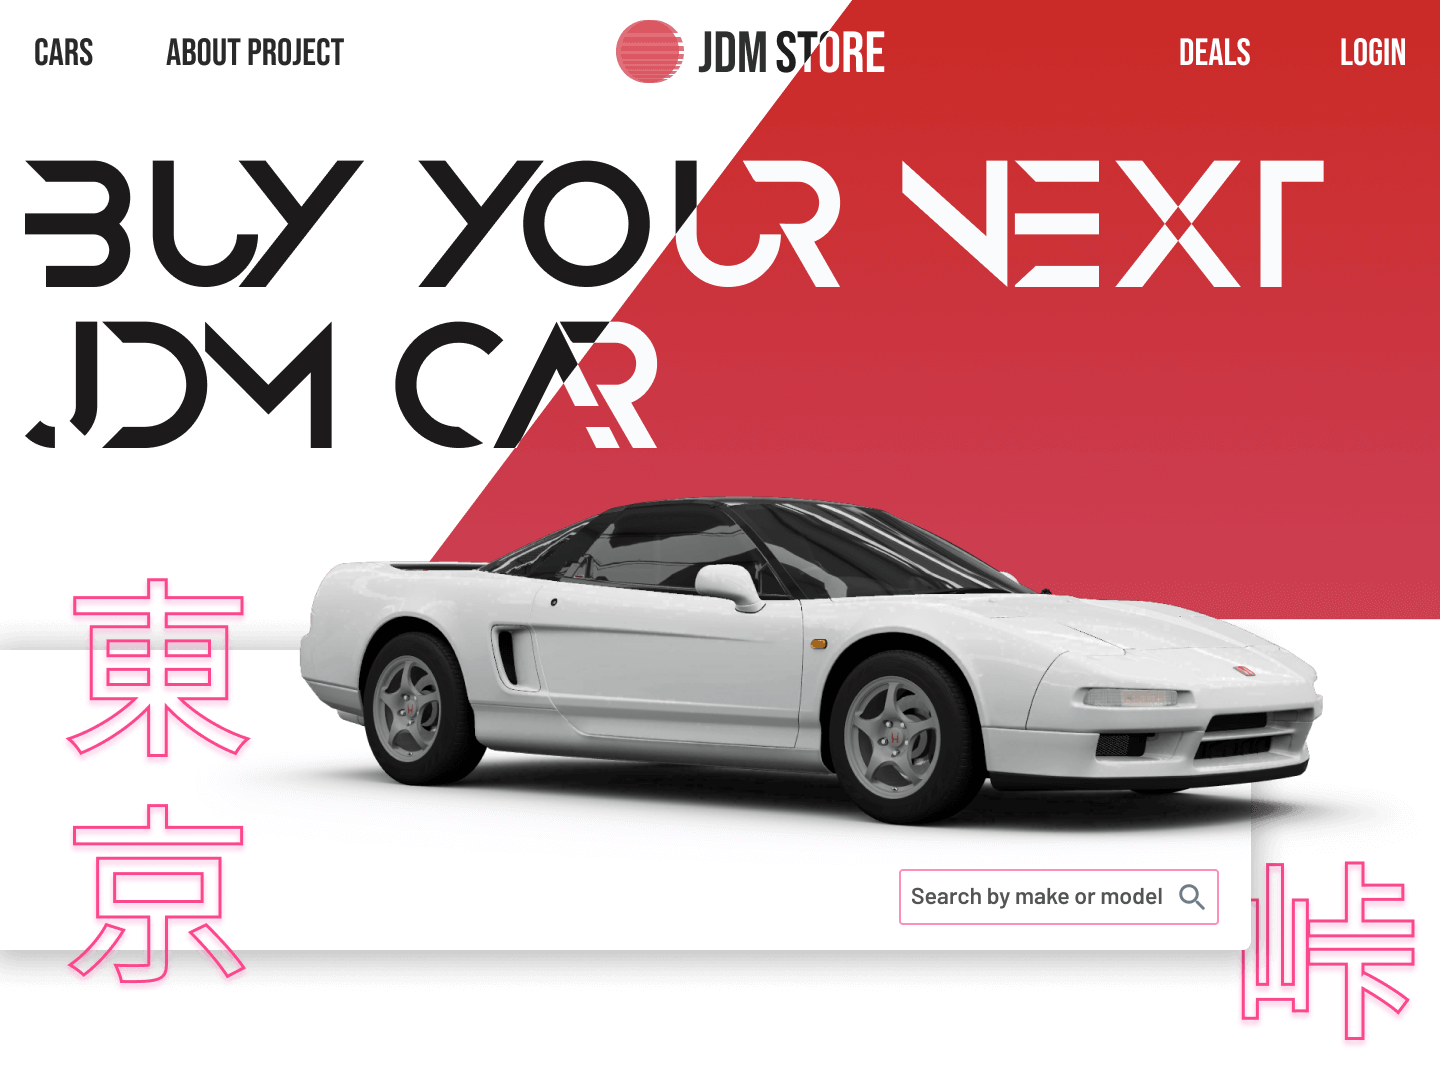 CARS
ABOUT PROJECT
JDM STORE
DEALS
LOGIN
BUY YOUR NEXT
JDM CAR
東京
Search by make or model
峠